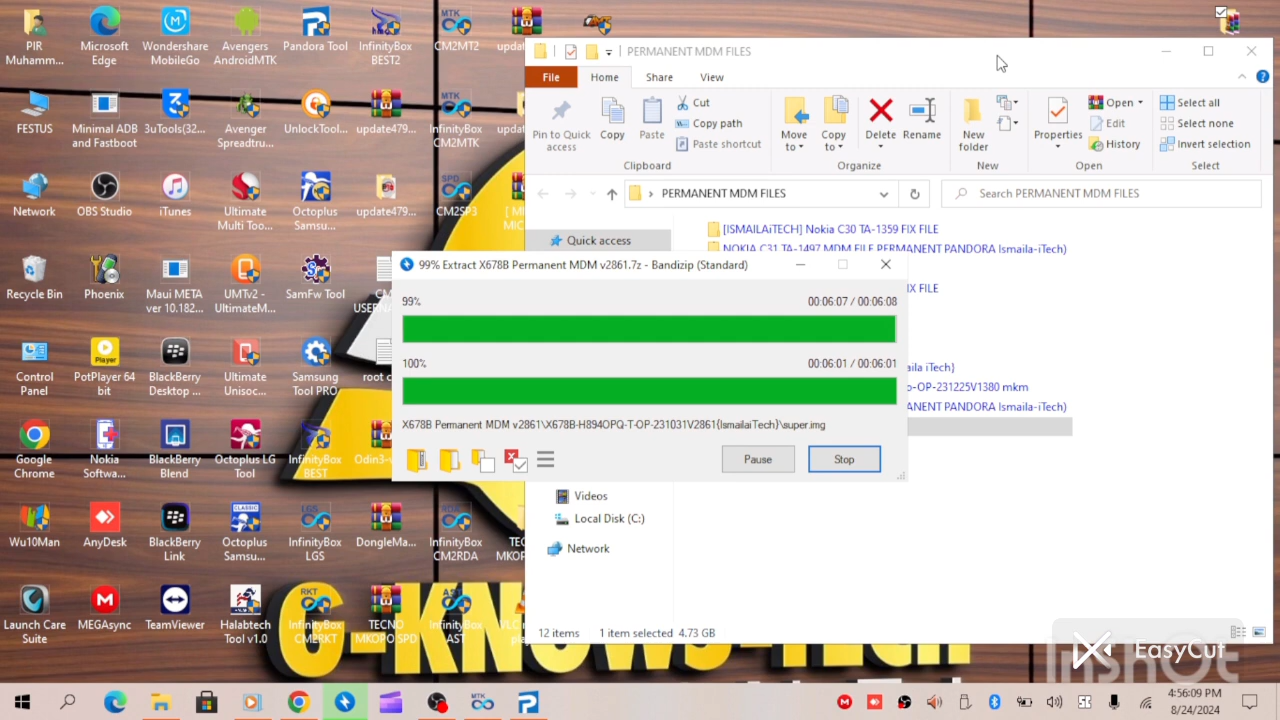 PIR Muhamm...
Microsoft Edge
Wondershare MobileGo
Avengers AndroidMTK
Pandora Tool
InfinityBox BEST2
CM2MT2
FESTUS
Minimal ADB and Fastboot
3uTools(32...
Avenger Spreadtru...
UnlockTool...
update479...
InfinityBox CM2MTK
Network
OBS Studio
iTunes
Ultimate Multi Too...
Octoplus Samsu...
update479...
CM2SP3
Recycle Bin
Phoenix
Maui META ver 10.182...
UMTv2 - UltimateM...
SamFw Tool
Control Panel
PotPlayer 64 bit
BlackBerry Desktop ...
Ultimate Unisoc...
Samsung Tool PRO
Google Chrome
Nokia Softwa...
BlackBerry Blend
Octoplus LG Tool
InfinityBox BEST
Wu10Man
AnyDesk
BlackBerry Link
Octoplus Samsu...
InfinityBox LGS
DongleMa...
InfinityBox CM2RDA
Launch Care Suite
MEGAsync
TeamViewer
Halabtech Tool v1.0
InfinityBox CM2RKT
TECNO MKOPO SPD
InfinityBox AST
PERMANENT MDM FILES
File Home Share View
Pin to Quick access
Copy
Paste
Cut
Copy path
Paste shortcut
Move to
Copy to
Delete
Rename
New folder
Properties
Open
Edit
History
Select all
Select none
Invert selection
Clipboard Organize New Open Select
PERMANENT MDM FILES
Search PERMANENT MDM FILES
Quick access
[ISMAILAiTECH] Nokia C30 TA-1359 FIX FILE
NOKIA C31 TA-1497 MDM FILE PERMANENT PANDORA Ismaila-iTech)
99% Extract X678B Permanent MDM v2861.7z - Bandizip (Standard)
99% 00:06:07 / 00:06:08
100% 00:06:01 / 00:06:01
X678B Permanent MDM v2861\X678B-H894OPQ-T-OP-231031V2861{IsmailaiTech}\super.img
Pause Stop
Videos
Local Disk (C:)
Network
12 items 1 item selected 4.73 GB
G-KNOWS-TECH
InShOt
EasyCut
4:56:09 PM
8/24/2024